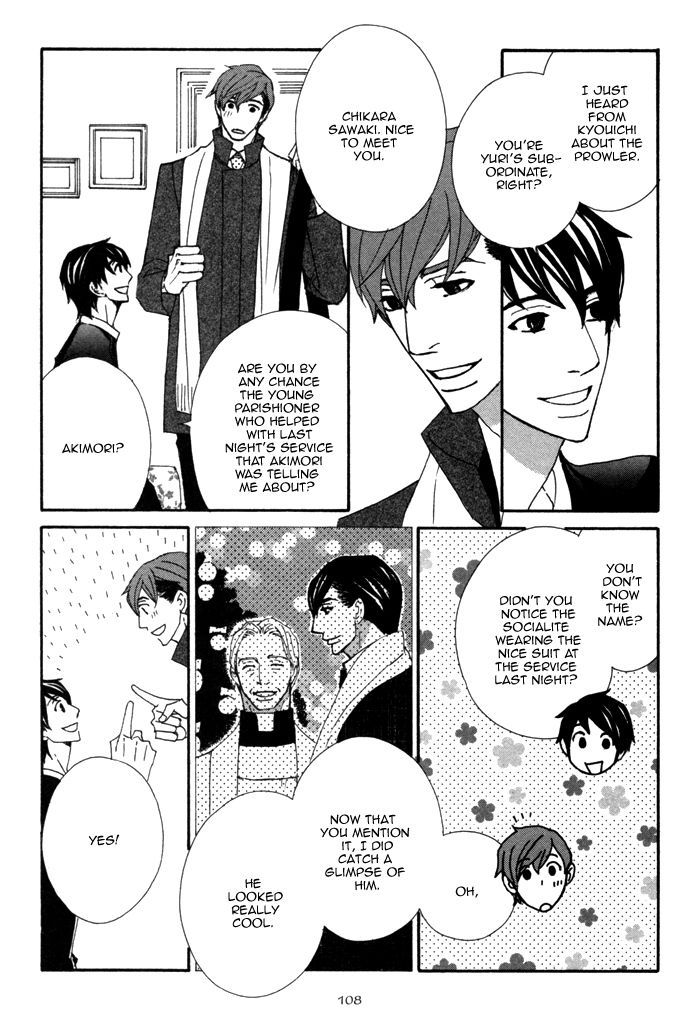 I JUST
HEARD
FROM
KYOUICHI
ABOUT THE
PROWLER.
YOU'RE
YURI'S SUB-
ORDINATE,
RIGHT?
CHIKARA
SAWAKI. NICE
TO MEET
YOU.
ARE YOU BY
ANY CHANCE
THE YOUNG
PARISHIONER
WHO HELPED
WITH LAST
NIGHT'S SERVICE
THAT AKIMORI
WAS TELLING
ME ABOUT?
AKIMORI?
YOU
DON'T
KNOW
THE
NAME?
DIDN'T YOU
NOTICE THE
SOCIALITE
WEARING THE
NICE SUIT AT
THE SERVICE
LAST NIGHT?
OH,
NOW THAT
YOU MENTION
IT, I DID
CATCH A
GLIMPSE OF
HIM.
HE
LOOKED
REALLY
COOL.
YES!
108